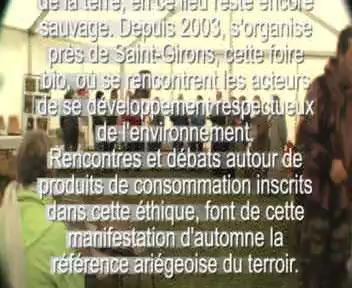 de la terre, en ce lieu reste encore
sauvage. Depuis 2003, s'organise
près de Saint-Girons, cette foire
bio, où se rencontrent les acteurs
de se développement respectueux
de l'environnement.
Rencontres et débats autour de
produits de consommation inscrits
dans cette éthique, font de cette
manifestation d'automne la
référence ariégeoise du terroir.